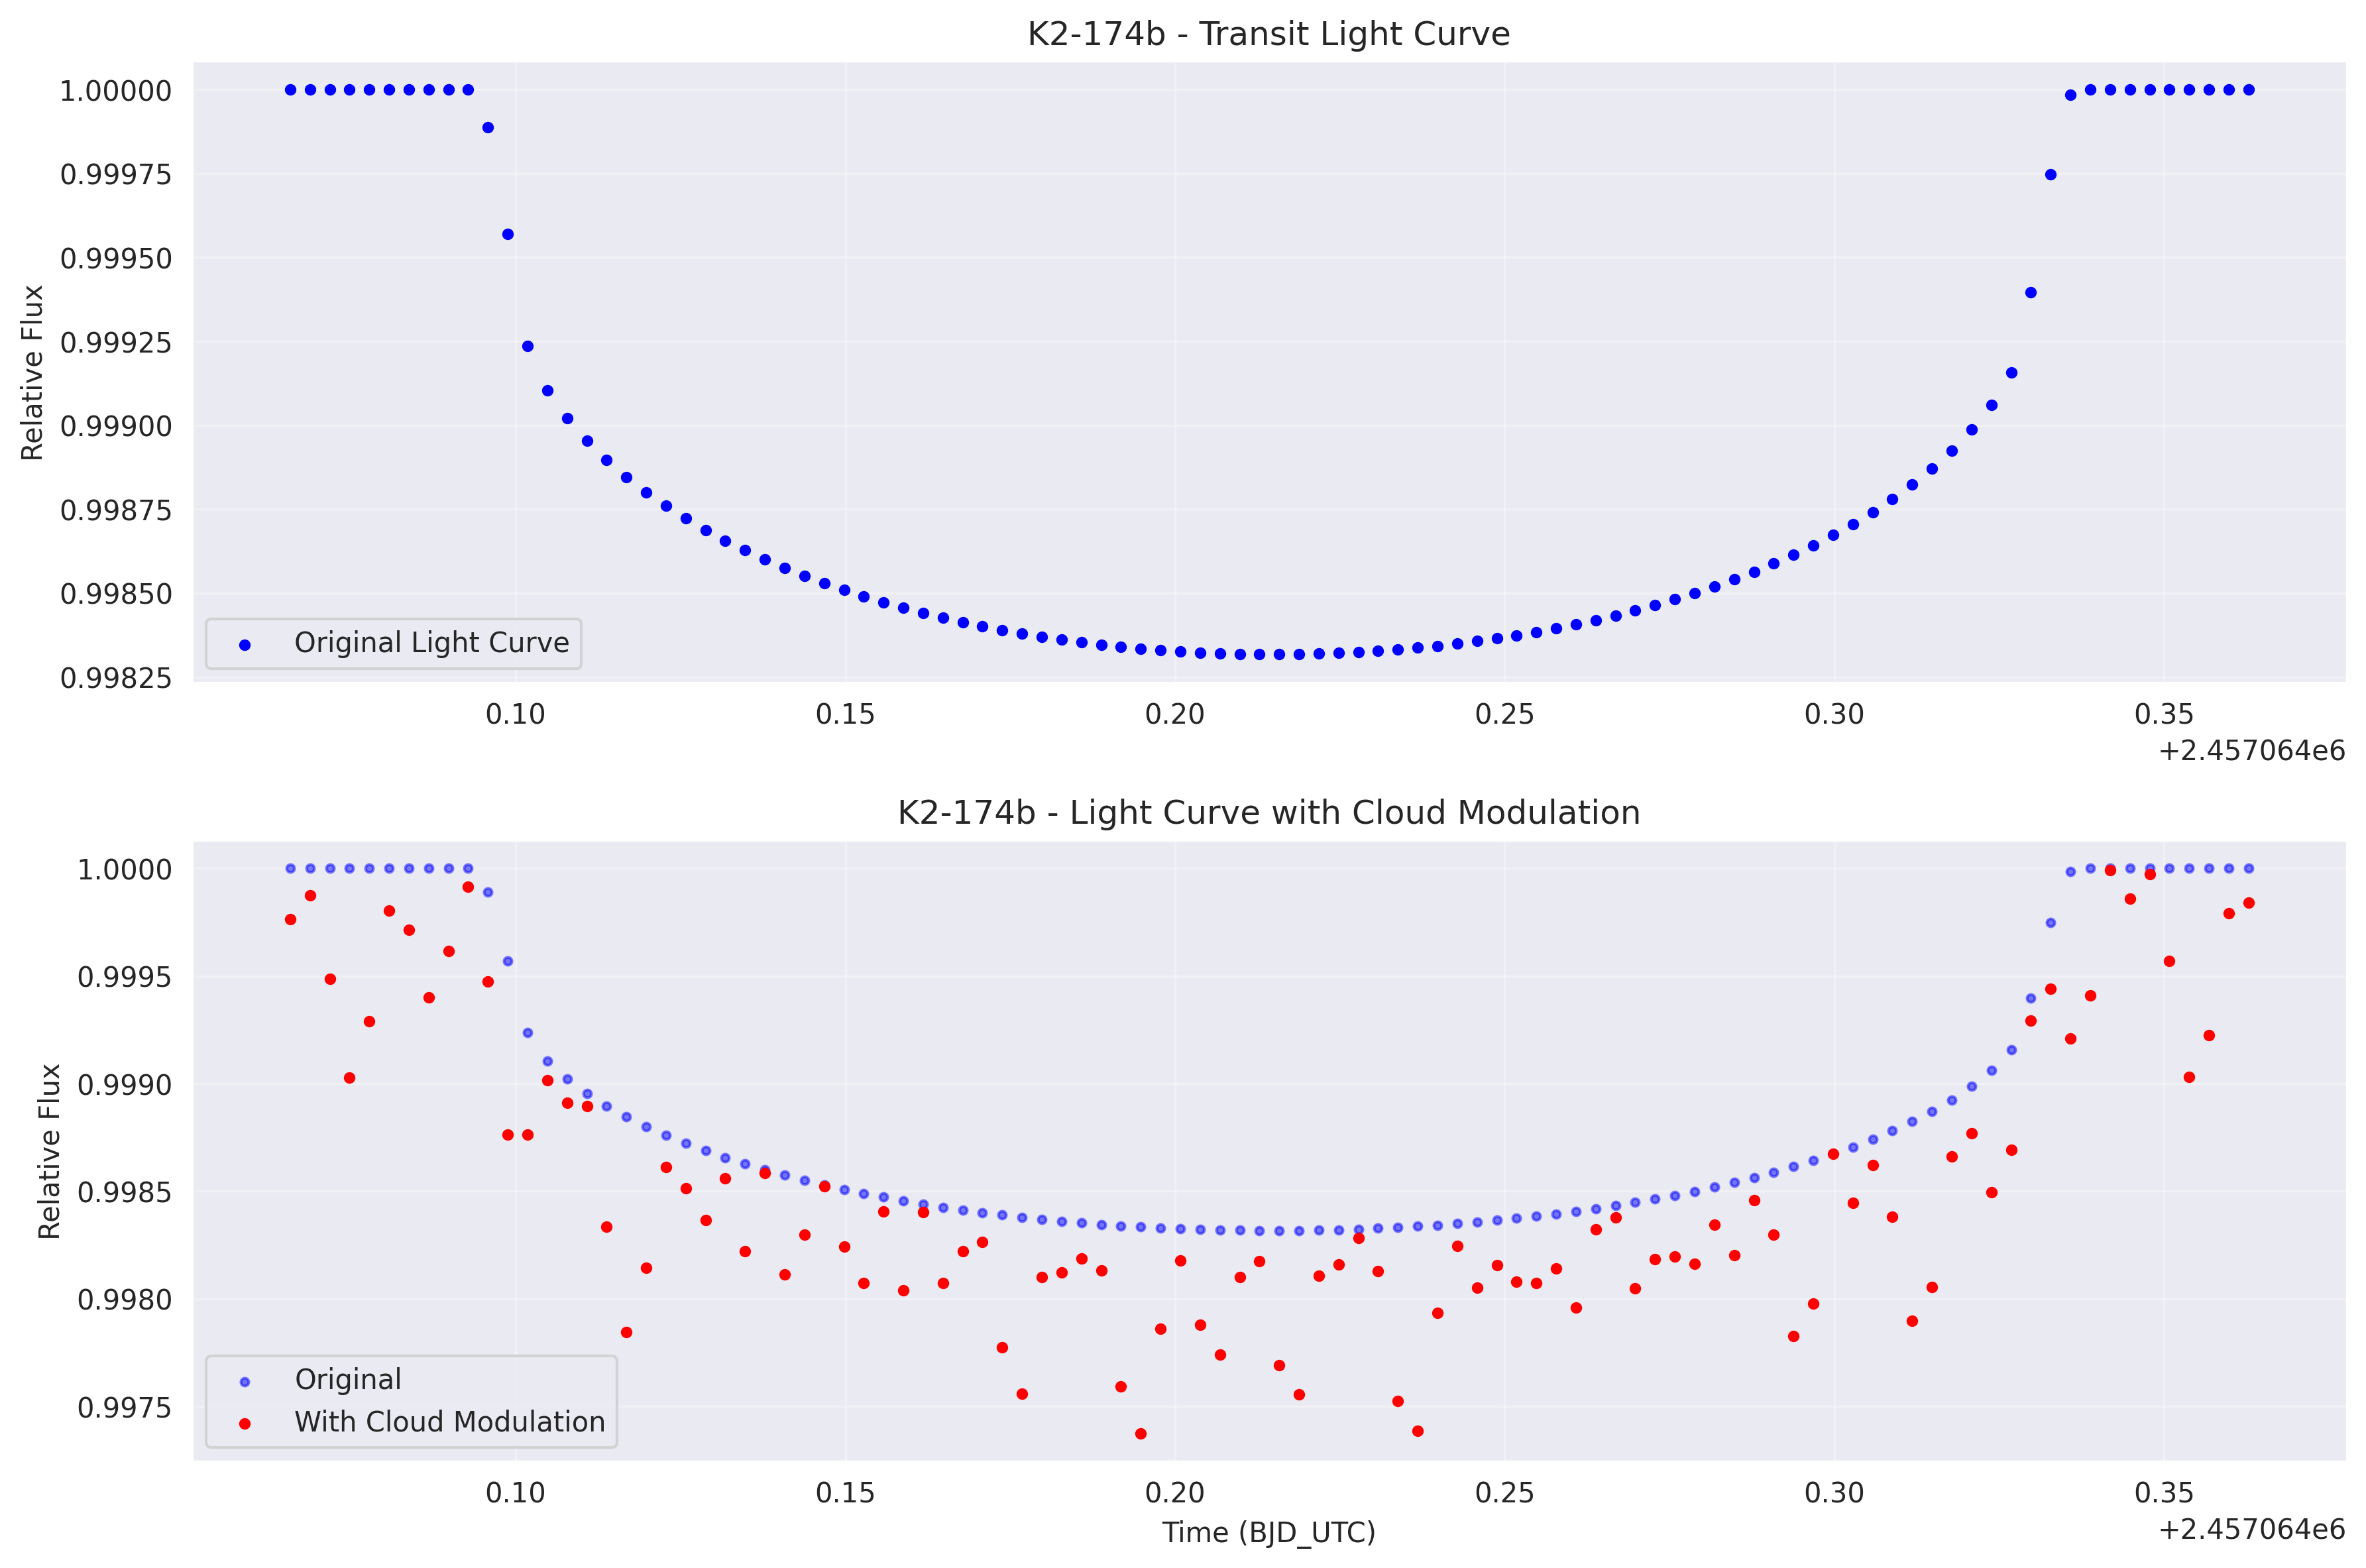 K2-174b - Transit Light Curve
1.00000
0.99975
0.99950
0.99925
0.99900
0.99875
0.99850
0.99825
Relative Flux
Original Light Curve
0.10 0.15 0.20 0.25 0.30 0.35
+2.457064e6
K2-174b - Light Curve with Cloud Modulation
1.0000
0.9995
0.9990
0.9985
0.9980
0.9975
Relative Flux
Original
With Cloud Modulation
0.10 0.15 0.20 0.25 0.30 0.35
Time (BJD_UTC)
+2.457064e6